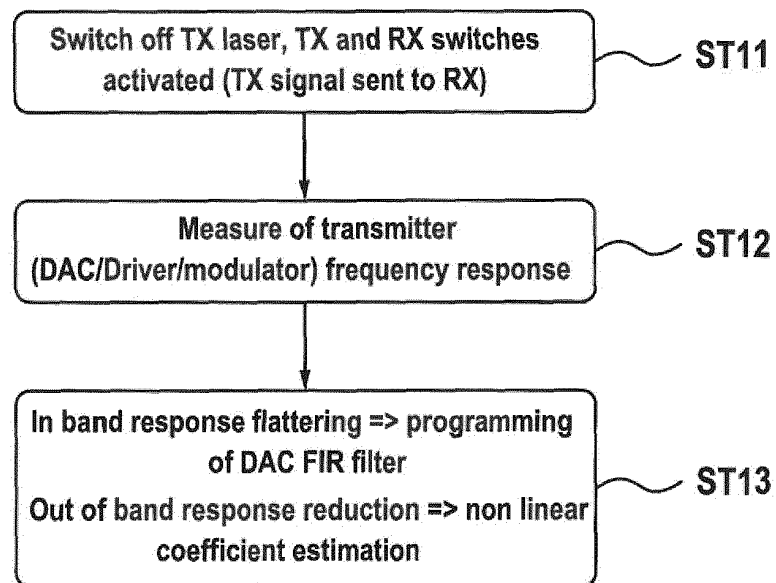 Switch off TX laser, TX and RX switches
activated (TX signal sent to RX)
ST11
Measure of transmitter
(DAC/Driver/modulator) frequency response
ST12
In band response flattering => programming
of DAC FIR filter
Out of band response reduction => non linear
coefficient estimation
ST13